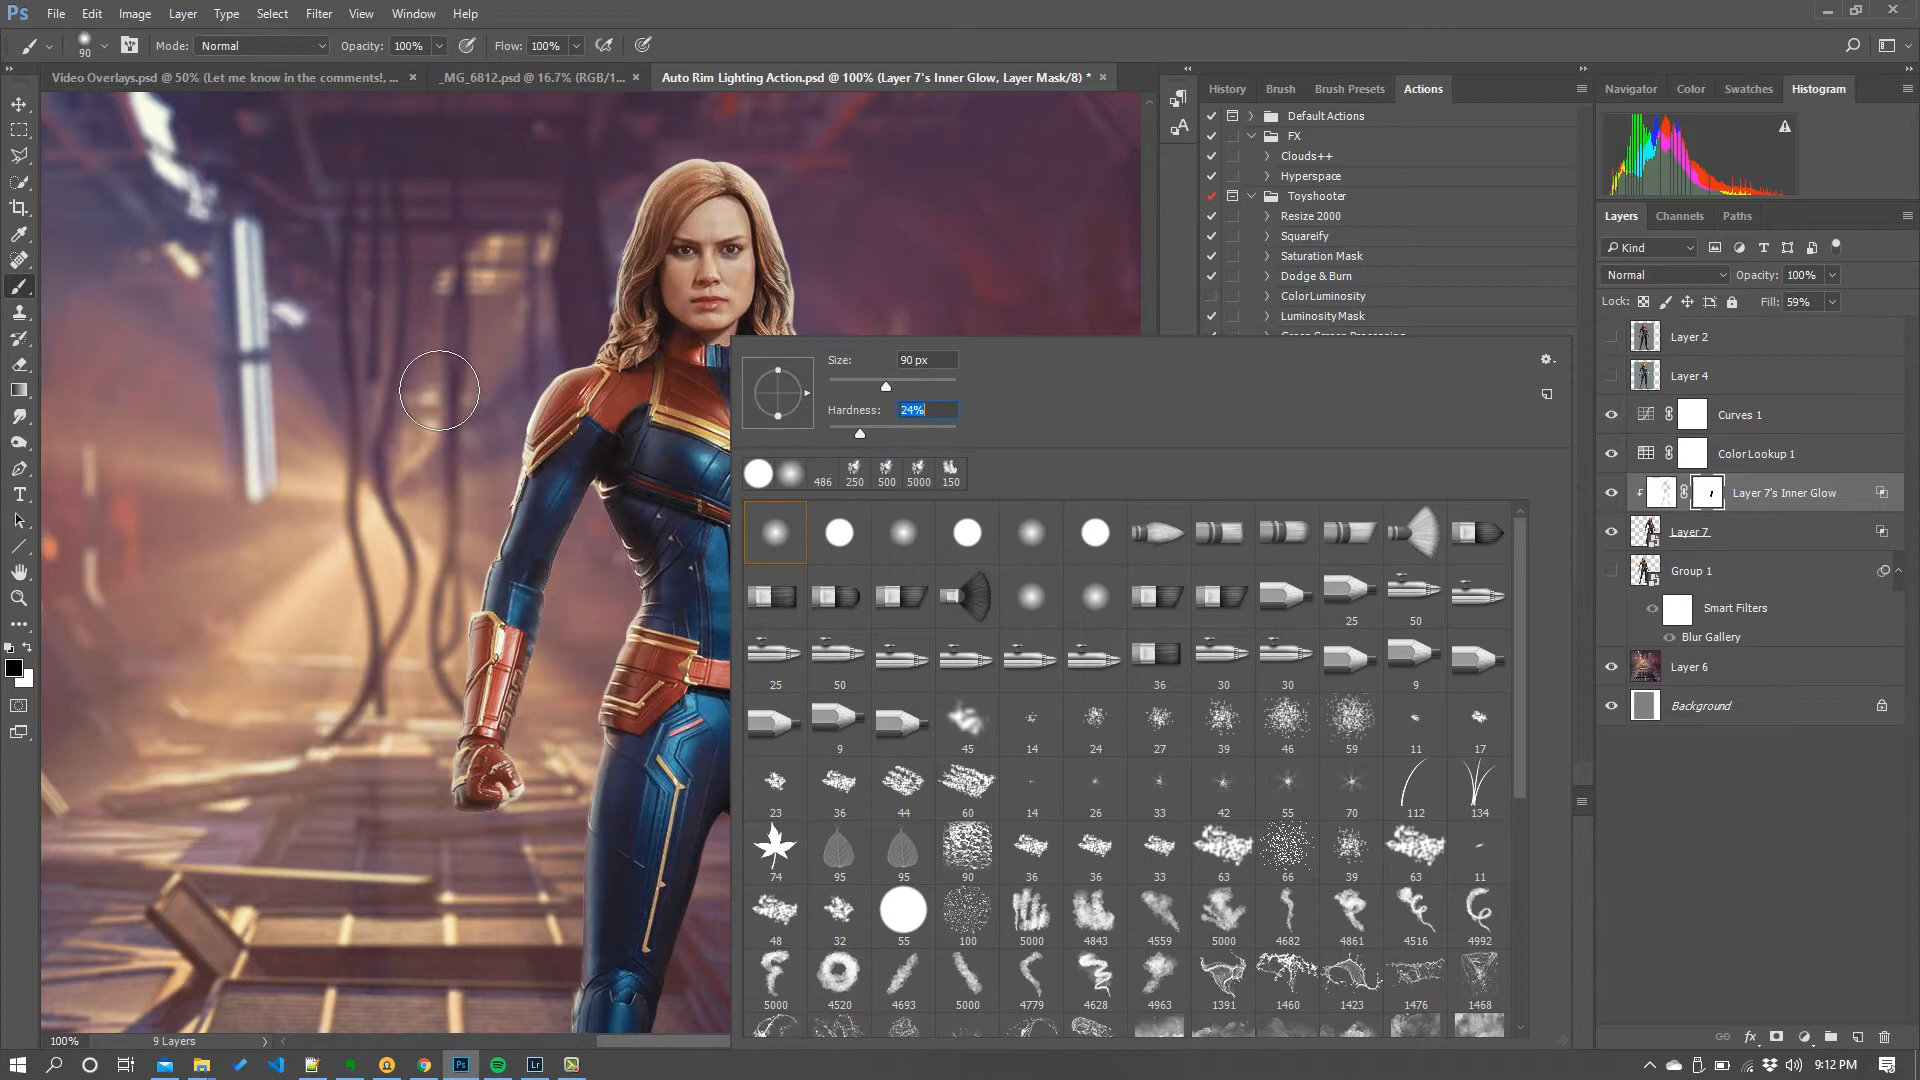 Ps File Edit Image Layer Type Select Filter View Window Help
90 Mode: Normal Opacity: 100% Flow: 100%
Video Overlays.psd @ 50% (Let me know in the comments!, ... × _MG_6812.psd @ 16.7% (RGB/1... × Auto Rim Lighting Action.psd @ 100% (Layer 7's Inner Glow, Layer Mask/8) * ×
History Brush Brush Presets Actions
Default Actions
FX
Clouds++
Hyperspace
Toyshooter
Resize 2000
Squareify
Saturation Mask
Dodge & Burn
ColorLuminosity
LuminosityMask
Green Screen Processing
Size: 90 px
Hardness: 24%
486 250 500 5000 150
25 50
25 50 36 30 30 9
9 45 14 24 27 39 46 59 11 17
23 36 44 60 14 26 33 42 55 70 112 134
74 95 95 90 36 36 33 63 66 39 63 11
48 32 55 100 5000 4843 4559 5000 4682 4861 4516 4992
5000 4520 4693 5000 4779 4628 4963 1391 1460 1423 1476 1468
Navigator Color Swatches Histogram
Layers Channels Paths
Kind
Normal Opacity: 100%
Lock: Fill: 59%
Layer 2
Layer 4
Curves 1
Color Lookup 1
Layer 7's Inner Glow
Layer 7
Group 1
Smart Filters
Blur Gallery
Layer 6
Background
fx
100% 9 Layers
Ps Lr 9:12 PM